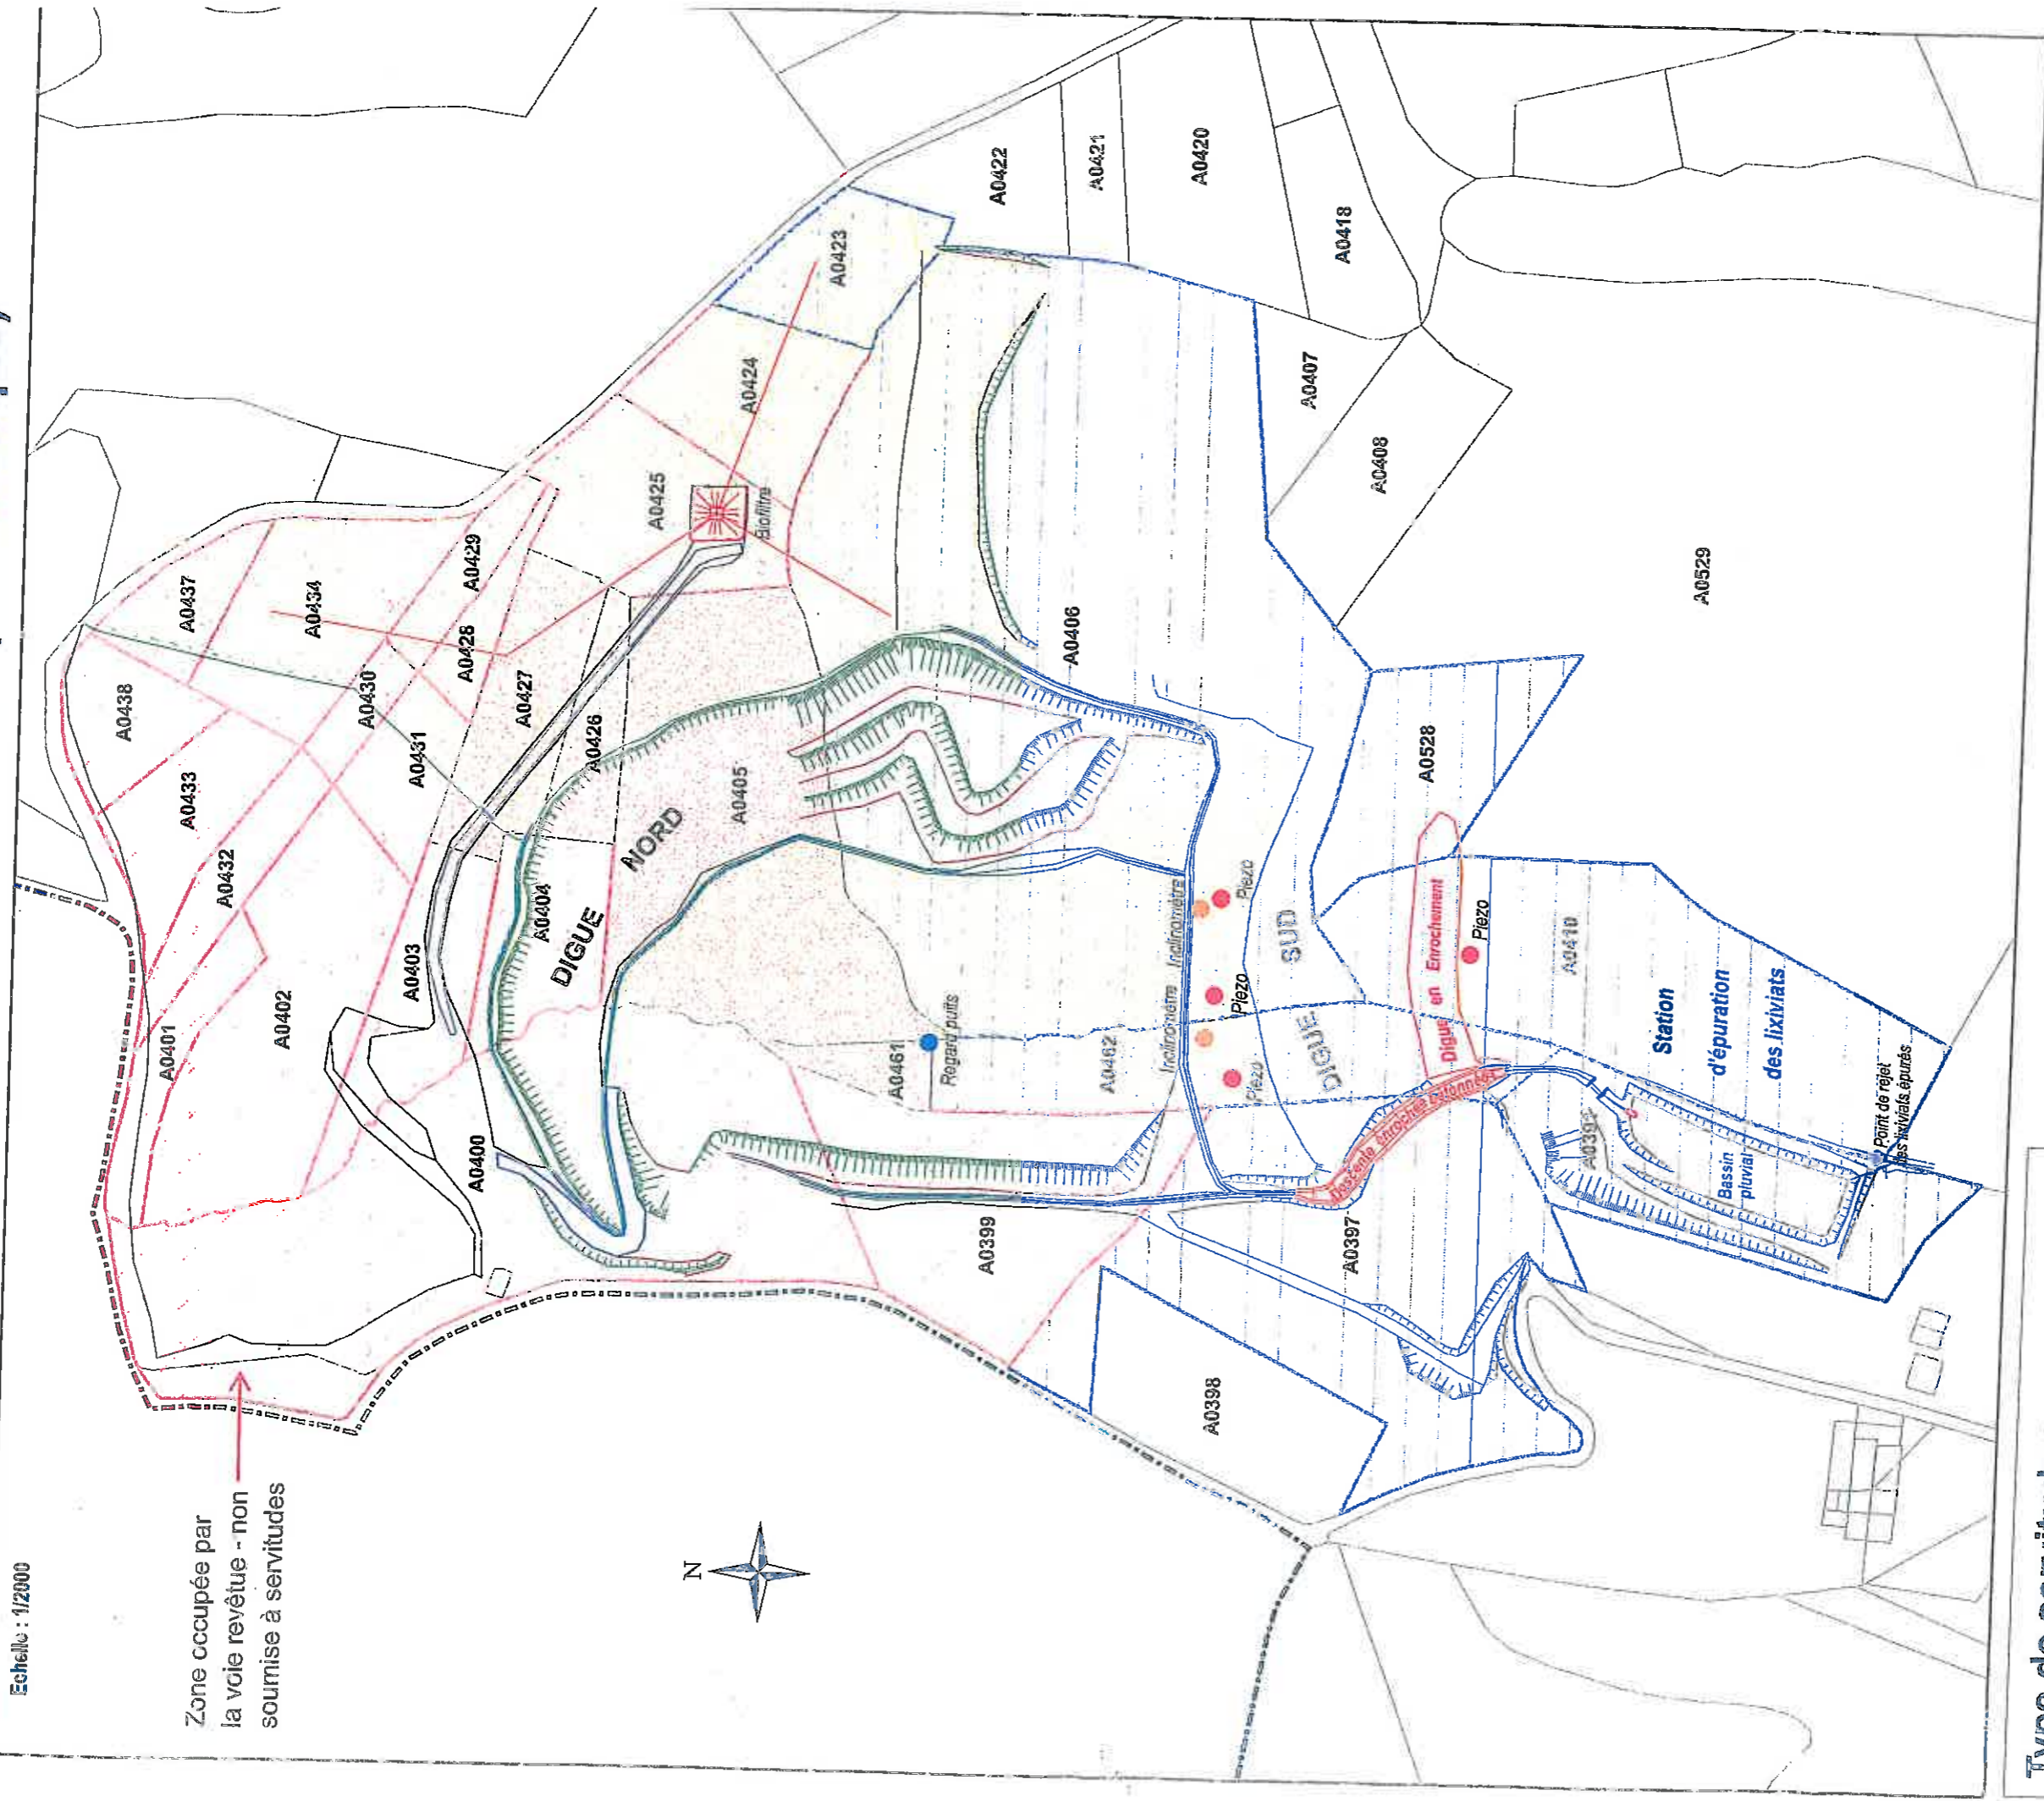 Echelle : 1/2000
Zone occupée par
la voie revêtue - non
soumise à servitudes
N
A0437
A0438
A0434
A0433
A0432
A0429
A0430
A0428
A0431
A0427
A0426
A0425
A0424
A0423
A0422
A0421
A0420
A0418
A0401
A0402
A0403
A0404
A0405
A0400
Biofiltre
DIGUE
NORD
A0406
A0407
A0408
A0529
A0461
Regard puits
A0462
Inclinomètre
Inclinomètre
Piezo
Piezo
Piezo
DIGUE
SUD
A0528
Digue en Enrochement
Piezo
A0410
A0399
A0398
A0397
Descente enrochée bétonnée
Station
d'épuration
des lixiviats
Bassin
pluvial
Point de rejet
des lixiviats épurés